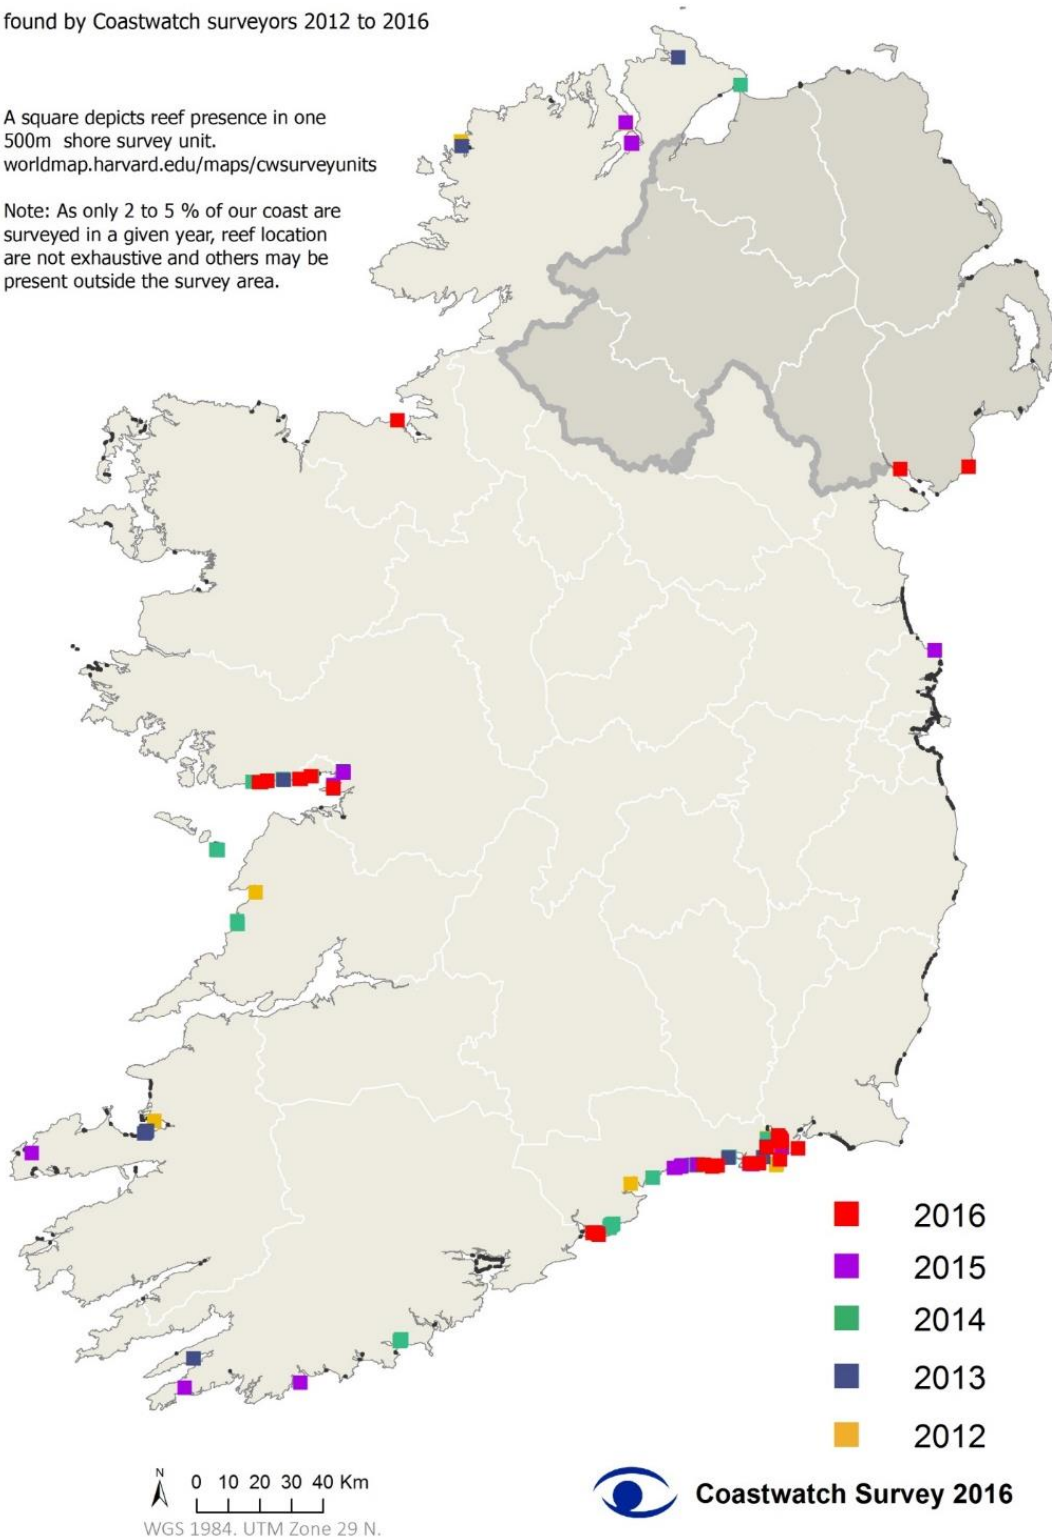 found by Coastwatch surveyors 2012 to 2016
A square depicts reef presence in one
500m shore survey unit.
worldmap.harvard.edu/maps/cwsurveyunits
Note: As only 2 to 5 % of our coast are
surveyed in a given year, reef location
are not exhaustive and others may be
present outside the survey area.
2016
2015
2014
2013
2012
N
0 10 20 30 40 Km
WGS 1984. UTM Zone 29 N.
Coastwatch Survey 2016